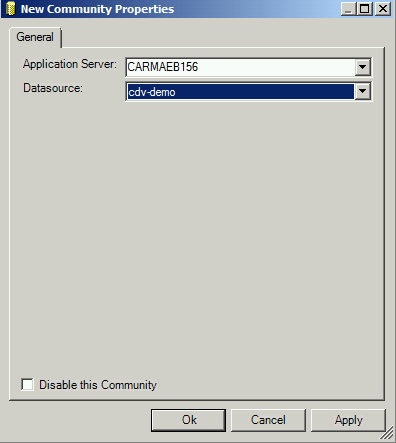 New Community Properties
General
Application Server: CARMAEB156
Datasource: cdv-demo
Disable this Community
Ok Cancel Apply